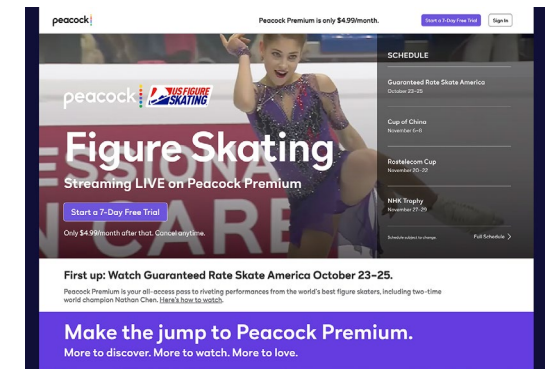 peacock
Peacock Premium is only $4.99/month.
Start a 7-Day Free Trial
Sign In
peacock
US FIGURE
SKATING
Figure Skating
Streaming LIVE on Peacock Premium
Start a 7-Day Free Trial
Only $4.99/month after that. Cancel anytime.
SCHEDULE
Guaranteed Rate Skate America
October 23-25
Cup of China
November 6-8
Rostelecom Cup
November 20-22
NHK Trophy
November 27-29
Schedule subject to change.
Full Schedule >
ESSIONA
N CARE
First up: Watch Guaranteed Rate Skate America October 23–25.
Peacock Premium is your all-access pass to riveting performances from the world's best figure skaters, including two-time
world champion Nathan Chen. Here's how to watch.
Make the jump to Peacock Premium.
More to discover. More to watch. More to love.